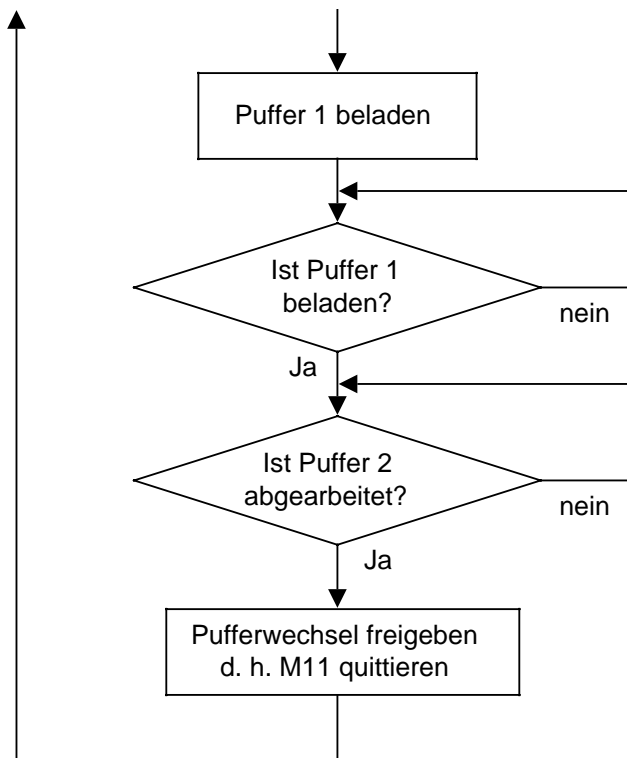 Puffer 1 beladen
Ist Puffer 1
beladen?
nein
Ja
Ist Puffer 2
abgearbeitet?
nein
Ja
Pufferwechsel freigeben
d. h. M11 quittieren